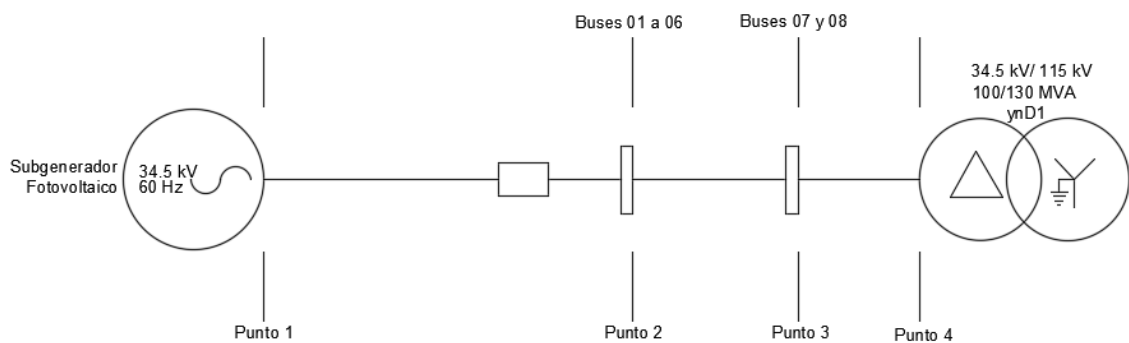 Buses 01 a 06
Buses 07 y 08
34.5 kV/ 115 kV
100/130 MVA
ynD1
Subgenerador
Fotovoltaico
34.5 kV
60 Hz
Punto 1
Punto 2
Punto 3
Punto 4